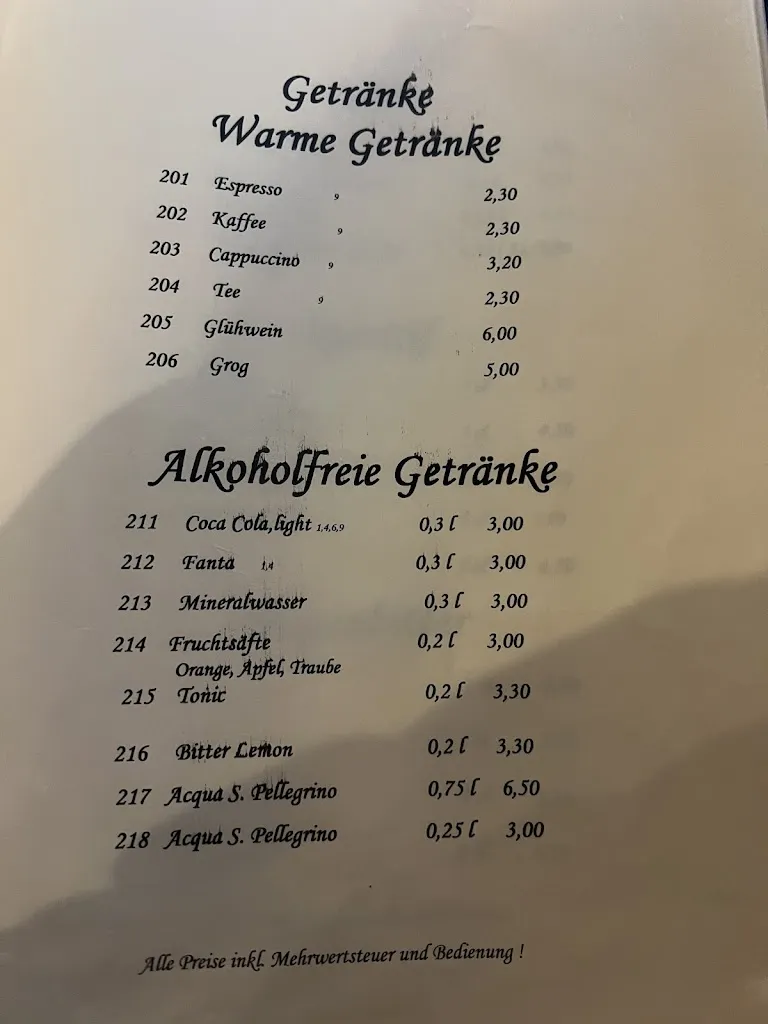 Getränke
Warme Getränke
201 Espresso 9 2,30
202 Kaffee 9 2,30
203 Cappuccino 9 3,20
204 Tee 9 2,30
205 Glühwein 6,00
206 Grog 5,00
Alkoholfreie Getränke
211 Coca Cola,light 1,4,6,9 0,3 l 3,00
212 Fanta 1,4 0,3 l 3,00
213 Mineralwasser 0,3 l 3,00
214 Fruchtsäfte 0,2 l 3,00
Orange, Apfel, Traube
215 Tonic 0,2 l 3,30
216 Bitter Lemon 0,2 l 3,30
217 Acqua S. Pellegrino 0,75 l 6,50
218 Acqua S. Pellegrino 0,25 l 3,00
Alle Preise inkl. Mehrwertsteuer und Bedienung !